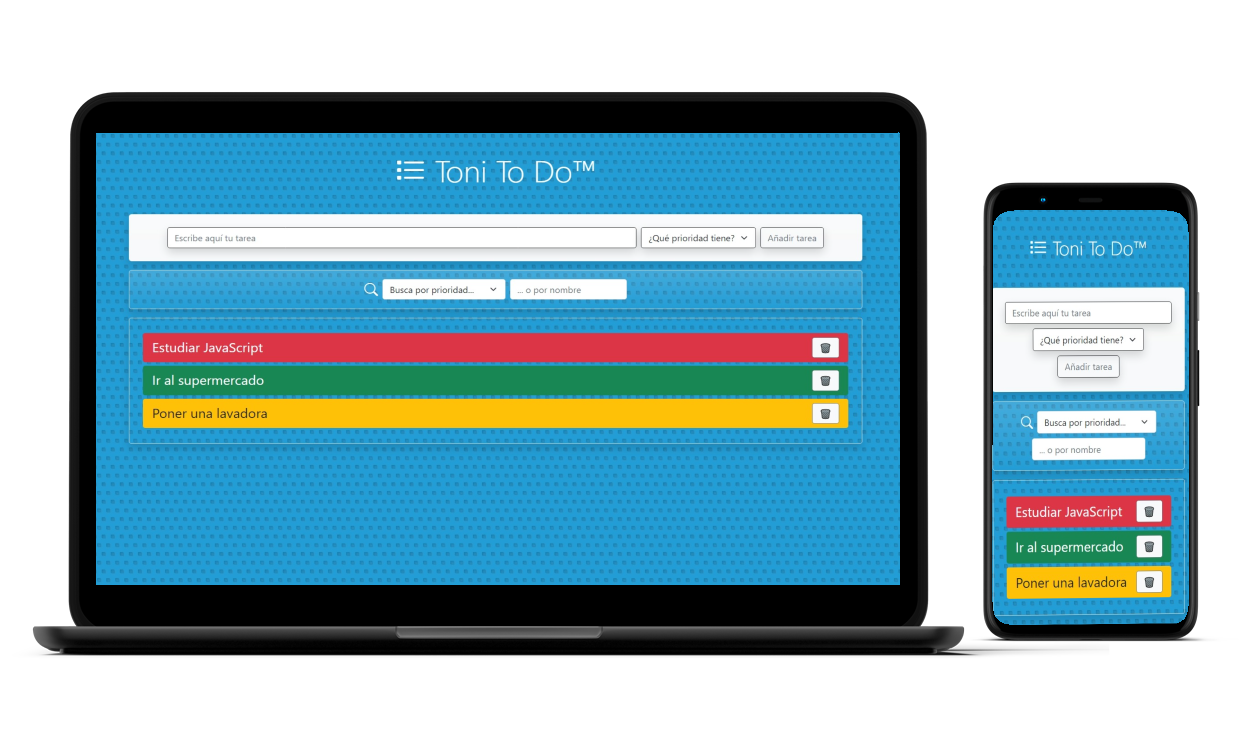 Toni To Do™
Escribe aquí tu tarea
¿Qué prioridad tiene?
Añadir tarea
Busca por prioridad...
... o por nombre
Estudiar JavaScript
Ir al supermercado
Poner una lavadora
Toni To Do™
Escribe aquí tu tarea
¿Qué prioridad tiene?
Añadir tarea
Busca por prioridad...
... o por nombre
Estudiar JavaScript
Ir al supermercado
Poner una lavadora